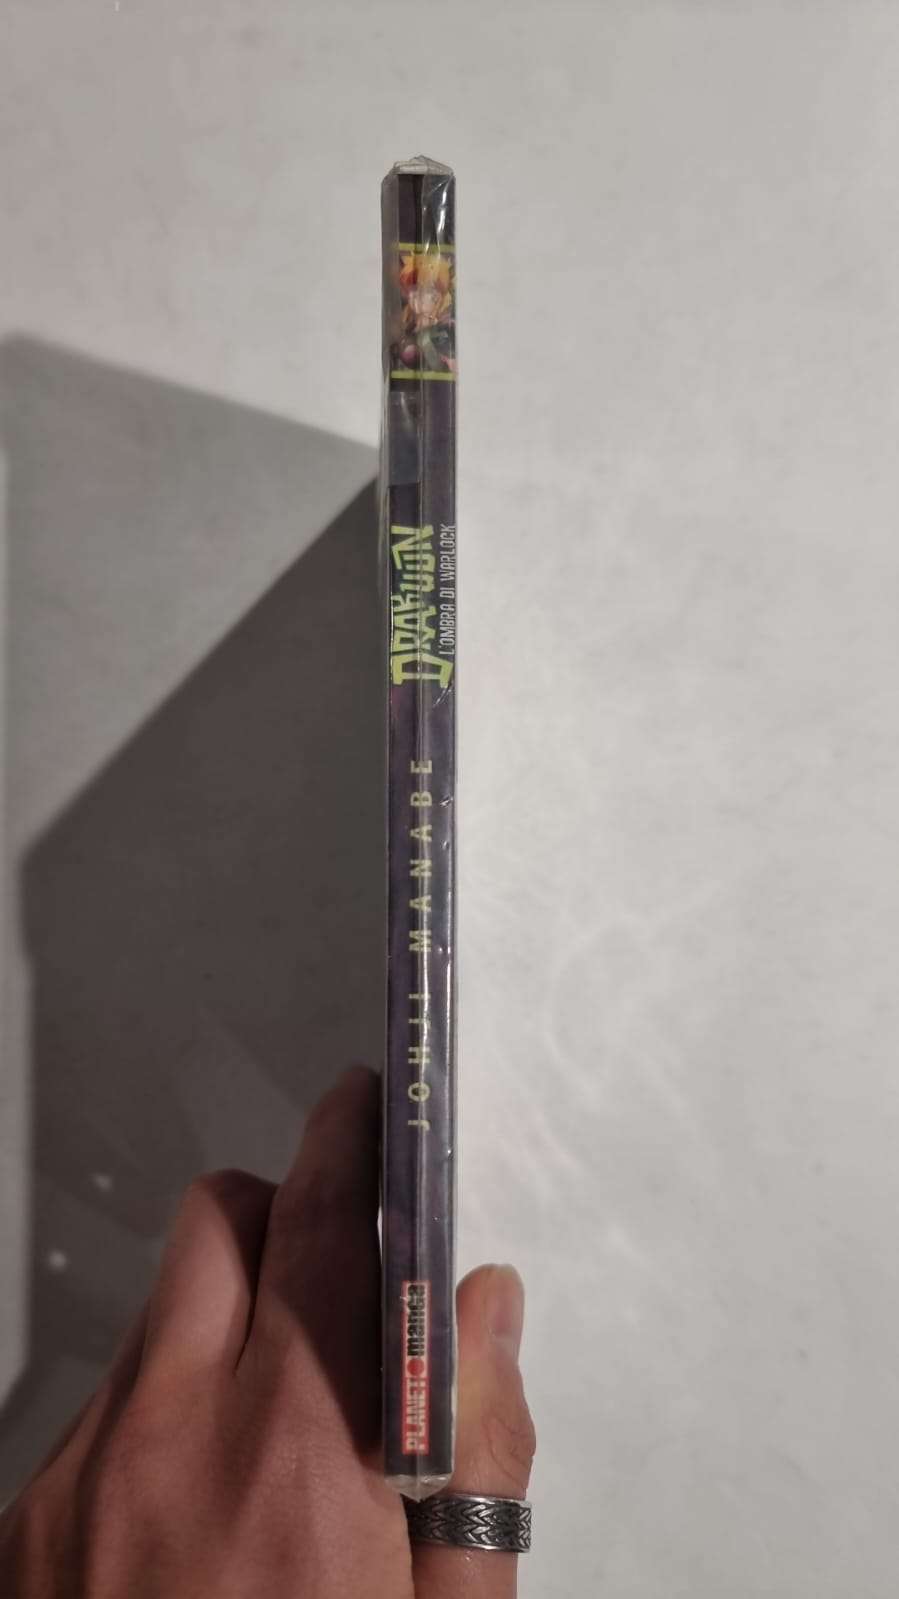 DRAKUUN
L'OMBRA DI WARLOCK
JOHJI MANABE
PLANET manga